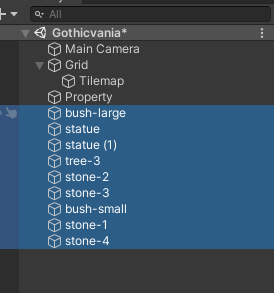 All
Gothicvania*
Main Camera
Grid
Tilemap
Property
bush-large
statue
statue (1)
tree-3
stone-2
stone-3
bush-small
stone-1
stone-4